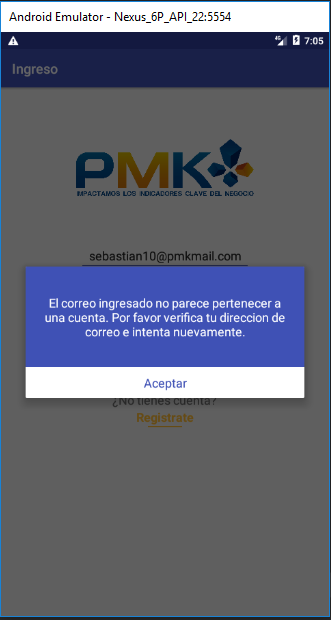 Android Emulator - Nexus_6P_API_22:5554
4G 7:05
Ingreso
PMK
IMPACTAMOS LOS INDICADORES CLAVE DEL NEGOCIO
sebastian10@pmkmail.com
El correo ingresado no parece pertenecer a
una cuenta. Por favor verifica tu direccion de
correo e intenta nuevamente.
Aceptar
¿No tienes cuenta?
Registrate